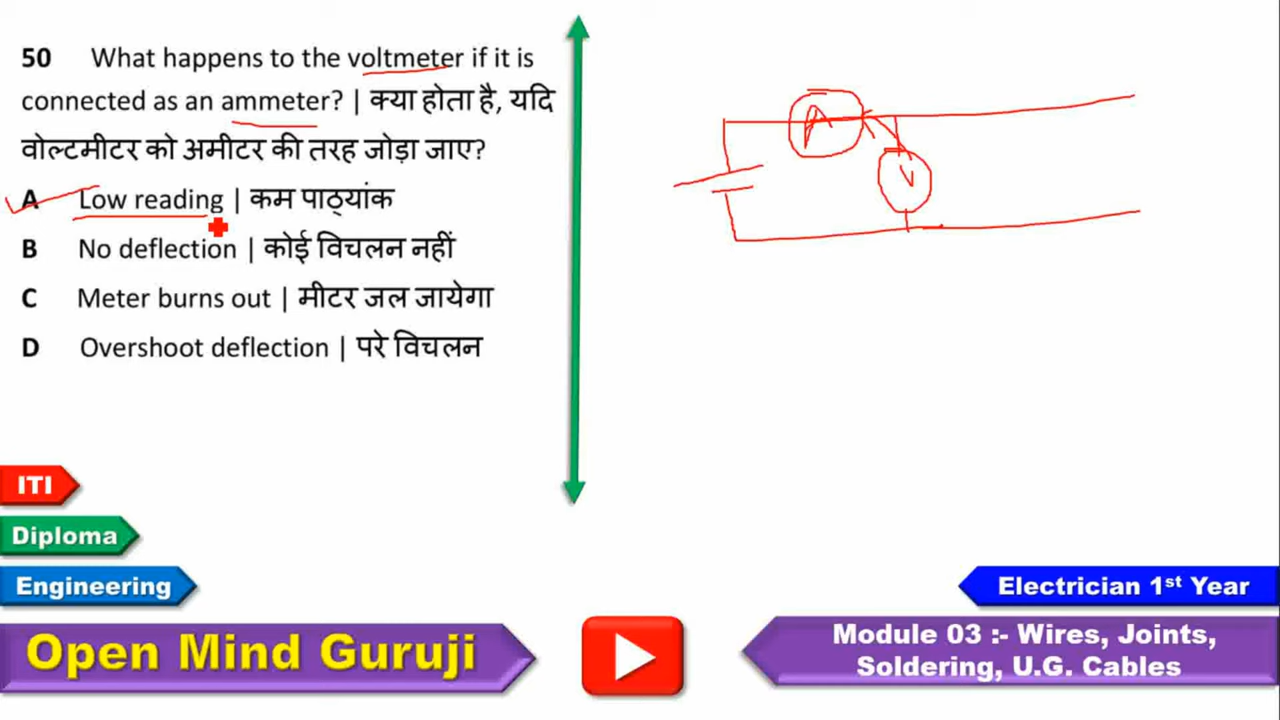 50 What happens to the voltmeter if it is
connected as an ammeter? | क्या होता है, यदि
वोल्टमीटर को अमीटर की तरह जोड़ा जाए?
A Low reading | कम पाठ्यांक
B No deflection | कोई विचलन नहीं
C Meter burns out | मीटर जल जायेगा
D Overshoot deflection | परे विचलन
A
V
ITI
Diploma
Engineering
Open Mind Guruji
Electrician 1st Year
Module 03 :- Wires, Joints,
Soldering, U.G. Cables